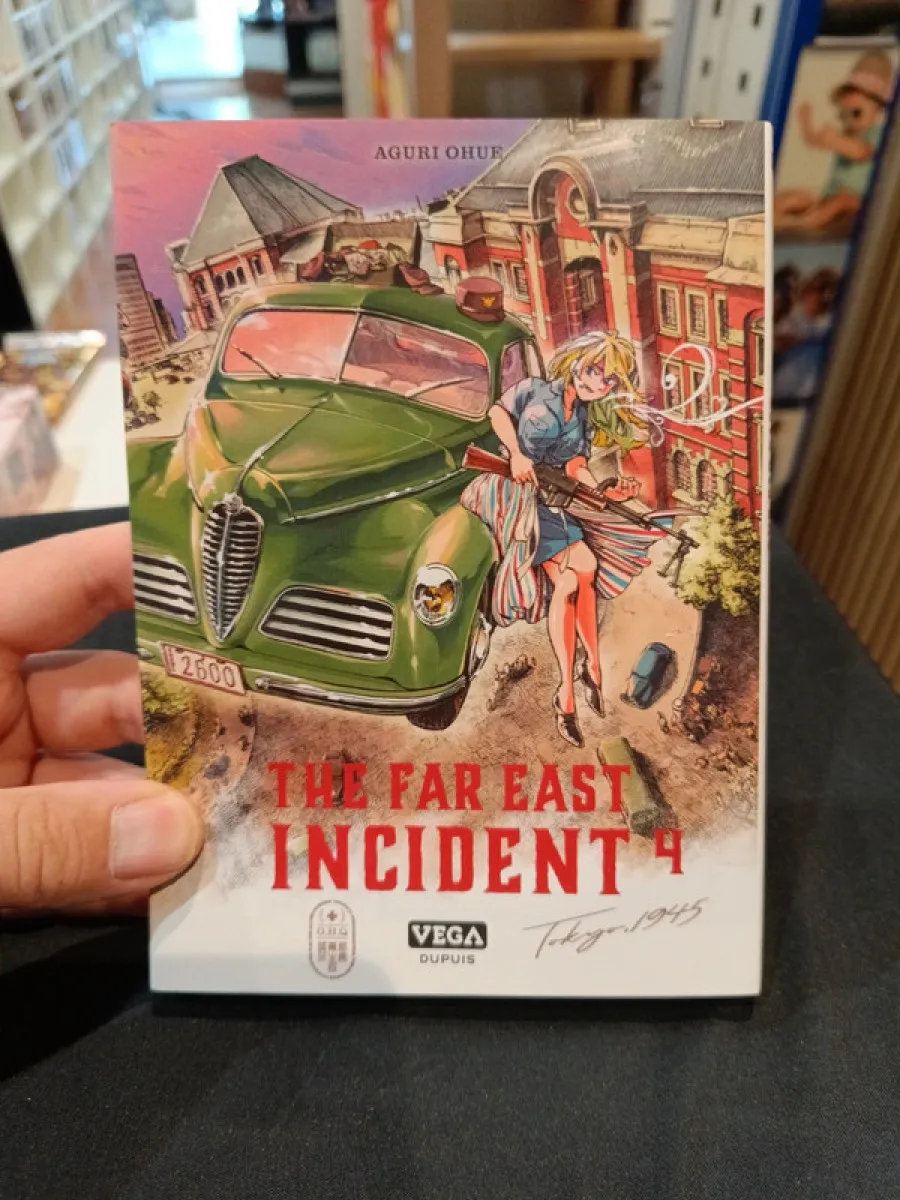 AGURI OHUE
2600
THE FAR EAST
INCIDENT 4
G.H.Q
VEGA
DUPUIS
Tokyo, 1945